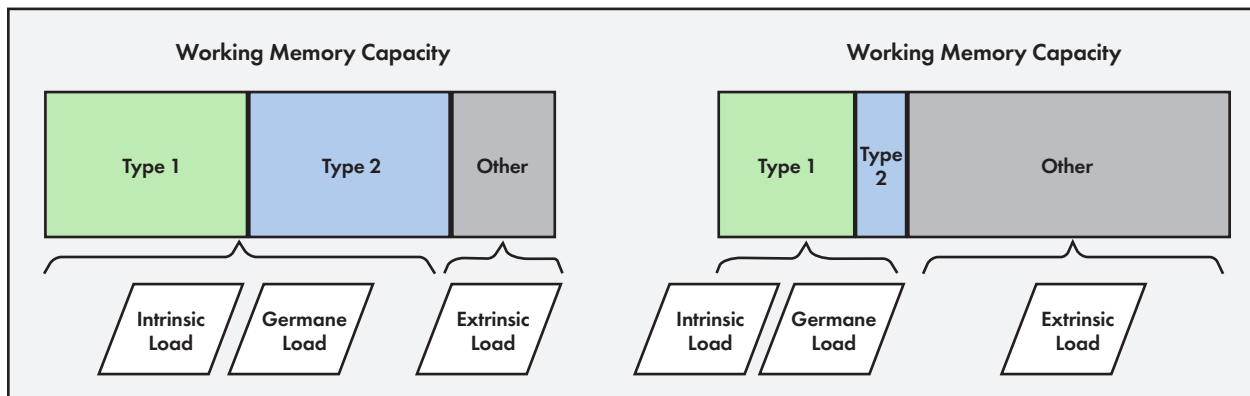 Working Memory Capacity
Type 1
Type 2
Other
Intrinsic
Load
Germane
Load
Extrinsic
Load
Working Memory Capacity
Type 1
Type
2
Other
Intrinsic
Load
Germane
Load
Extrinsic
Load